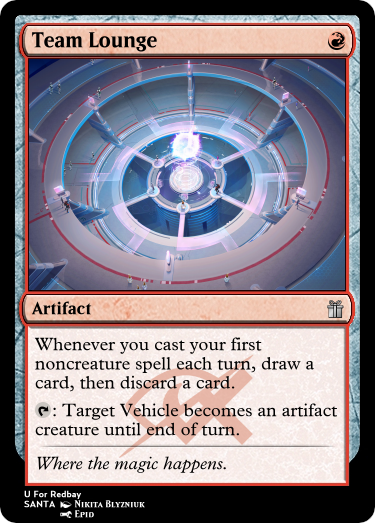 Team Lounge
Artifact
Whenever you cast your first
noncreature spell each turn, draw a
card, then discard a card.
: Target Vehicle becomes an artifact
creature until end of turn.
Where the magic happens.
U For Redbay
SANTA Nikita Blyzniuk
Epid